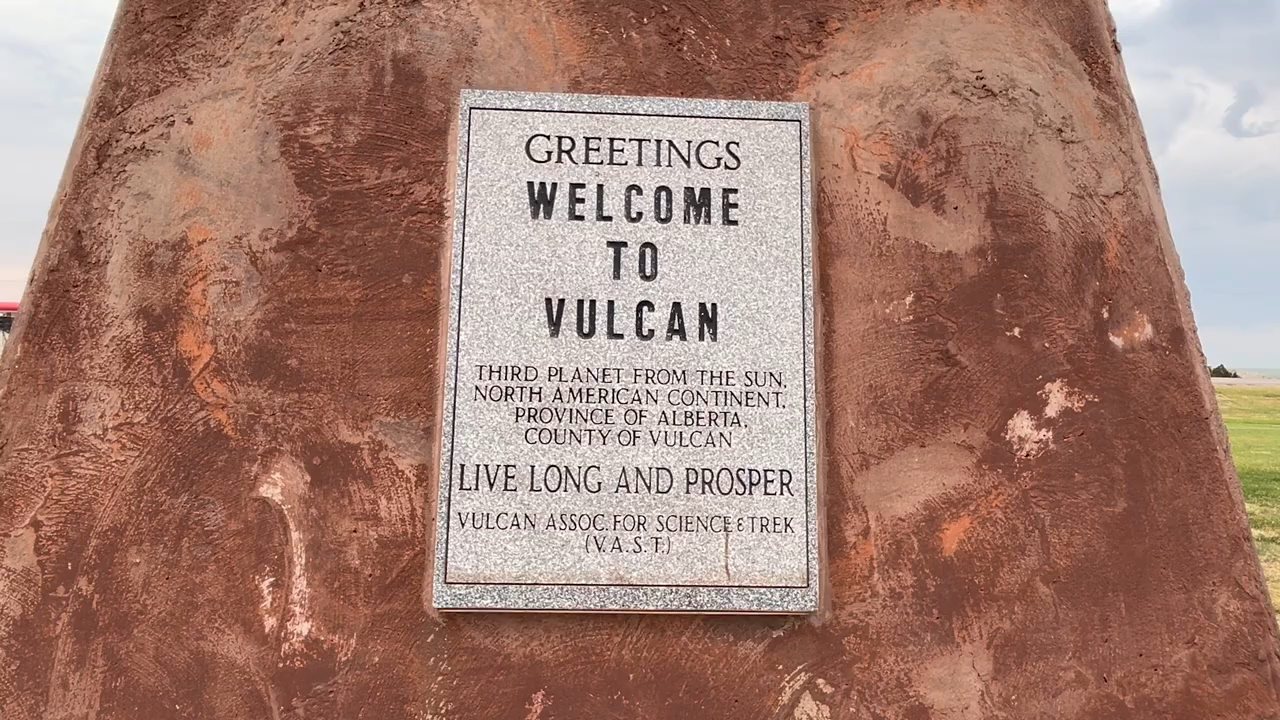 GREETINGS
WELCOME
TO
VULCAN
THIRD PLANET FROM THE SUN,
NORTH AMERICAN CONTINENT,
PROVINCE OF ALBERTA,
COUNTY OF VULCAN
LIVE LONG AND PROSPER
VULCAN ASSOC. FOR SCIENCE & TREK
(V.A.S.T.)